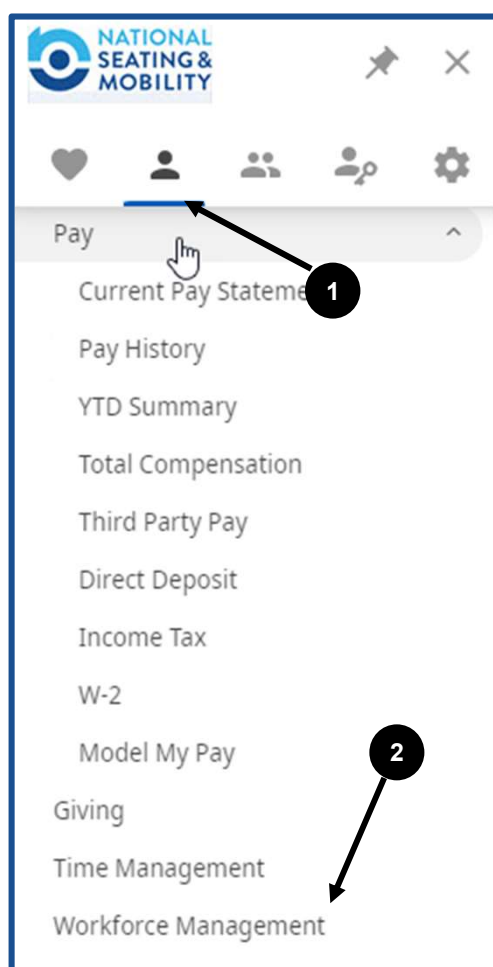 NATIONAL
SEATING &
MOBILITY
Pay
Current Pay Stateme
1
Pay History
YTD Summary
Total Compensation
Third Party Pay
Direct Deposit
Income Tax
W-2
Model My Pay
2
Giving
Time Management
Workforce Management